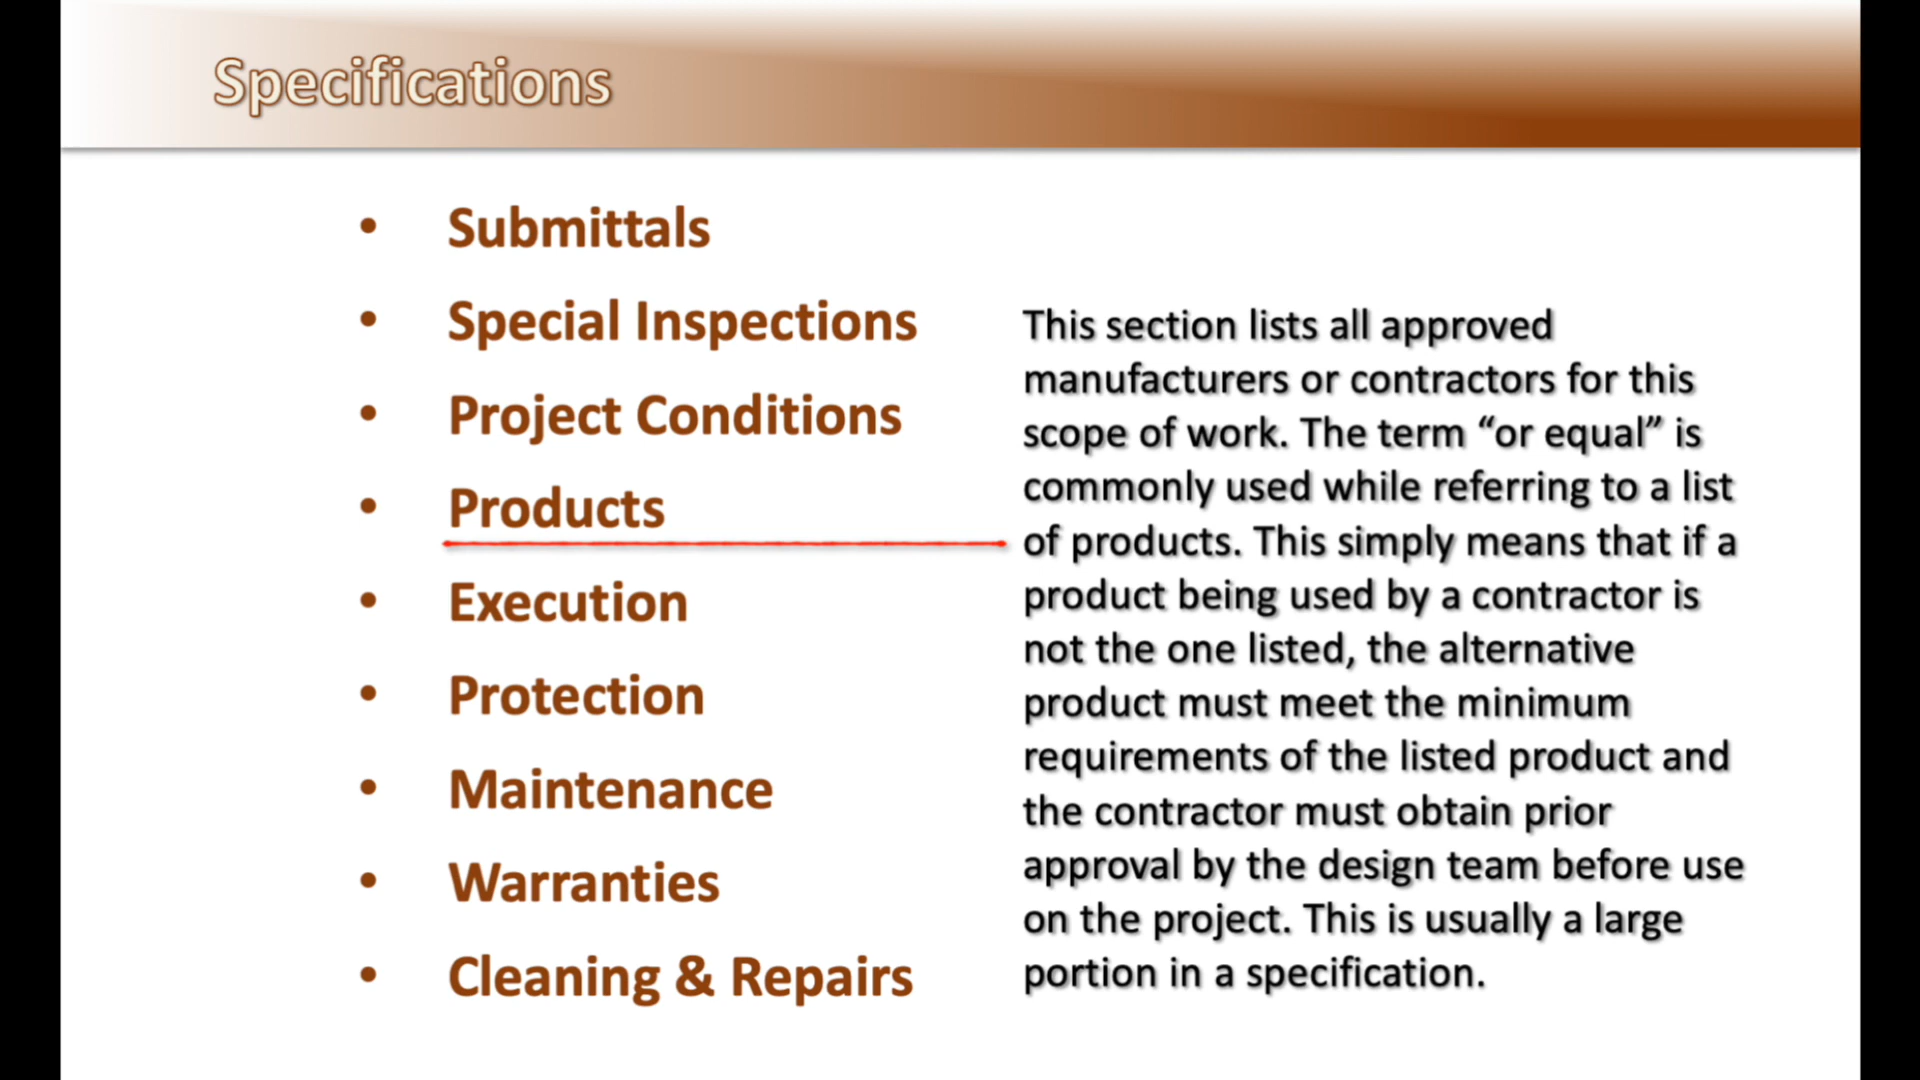 Specifications
• Submittals
• Special Inspections
• Project Conditions
• Products
• Execution
• Protection
• Maintenance
• Warranties
• Cleaning & Repairs
This section lists all approved
manufacturers or contractors for this
scope of work. The term “or equal” is
commonly used while referring to a list
of products. This simply means that if a
product being used by a contractor is
not the one listed, the alternative
product must meet the minimum
requirements of the listed product and
the contractor must obtain prior
approval by the design team before use
on the project. This is usually a large
portion in a specification.